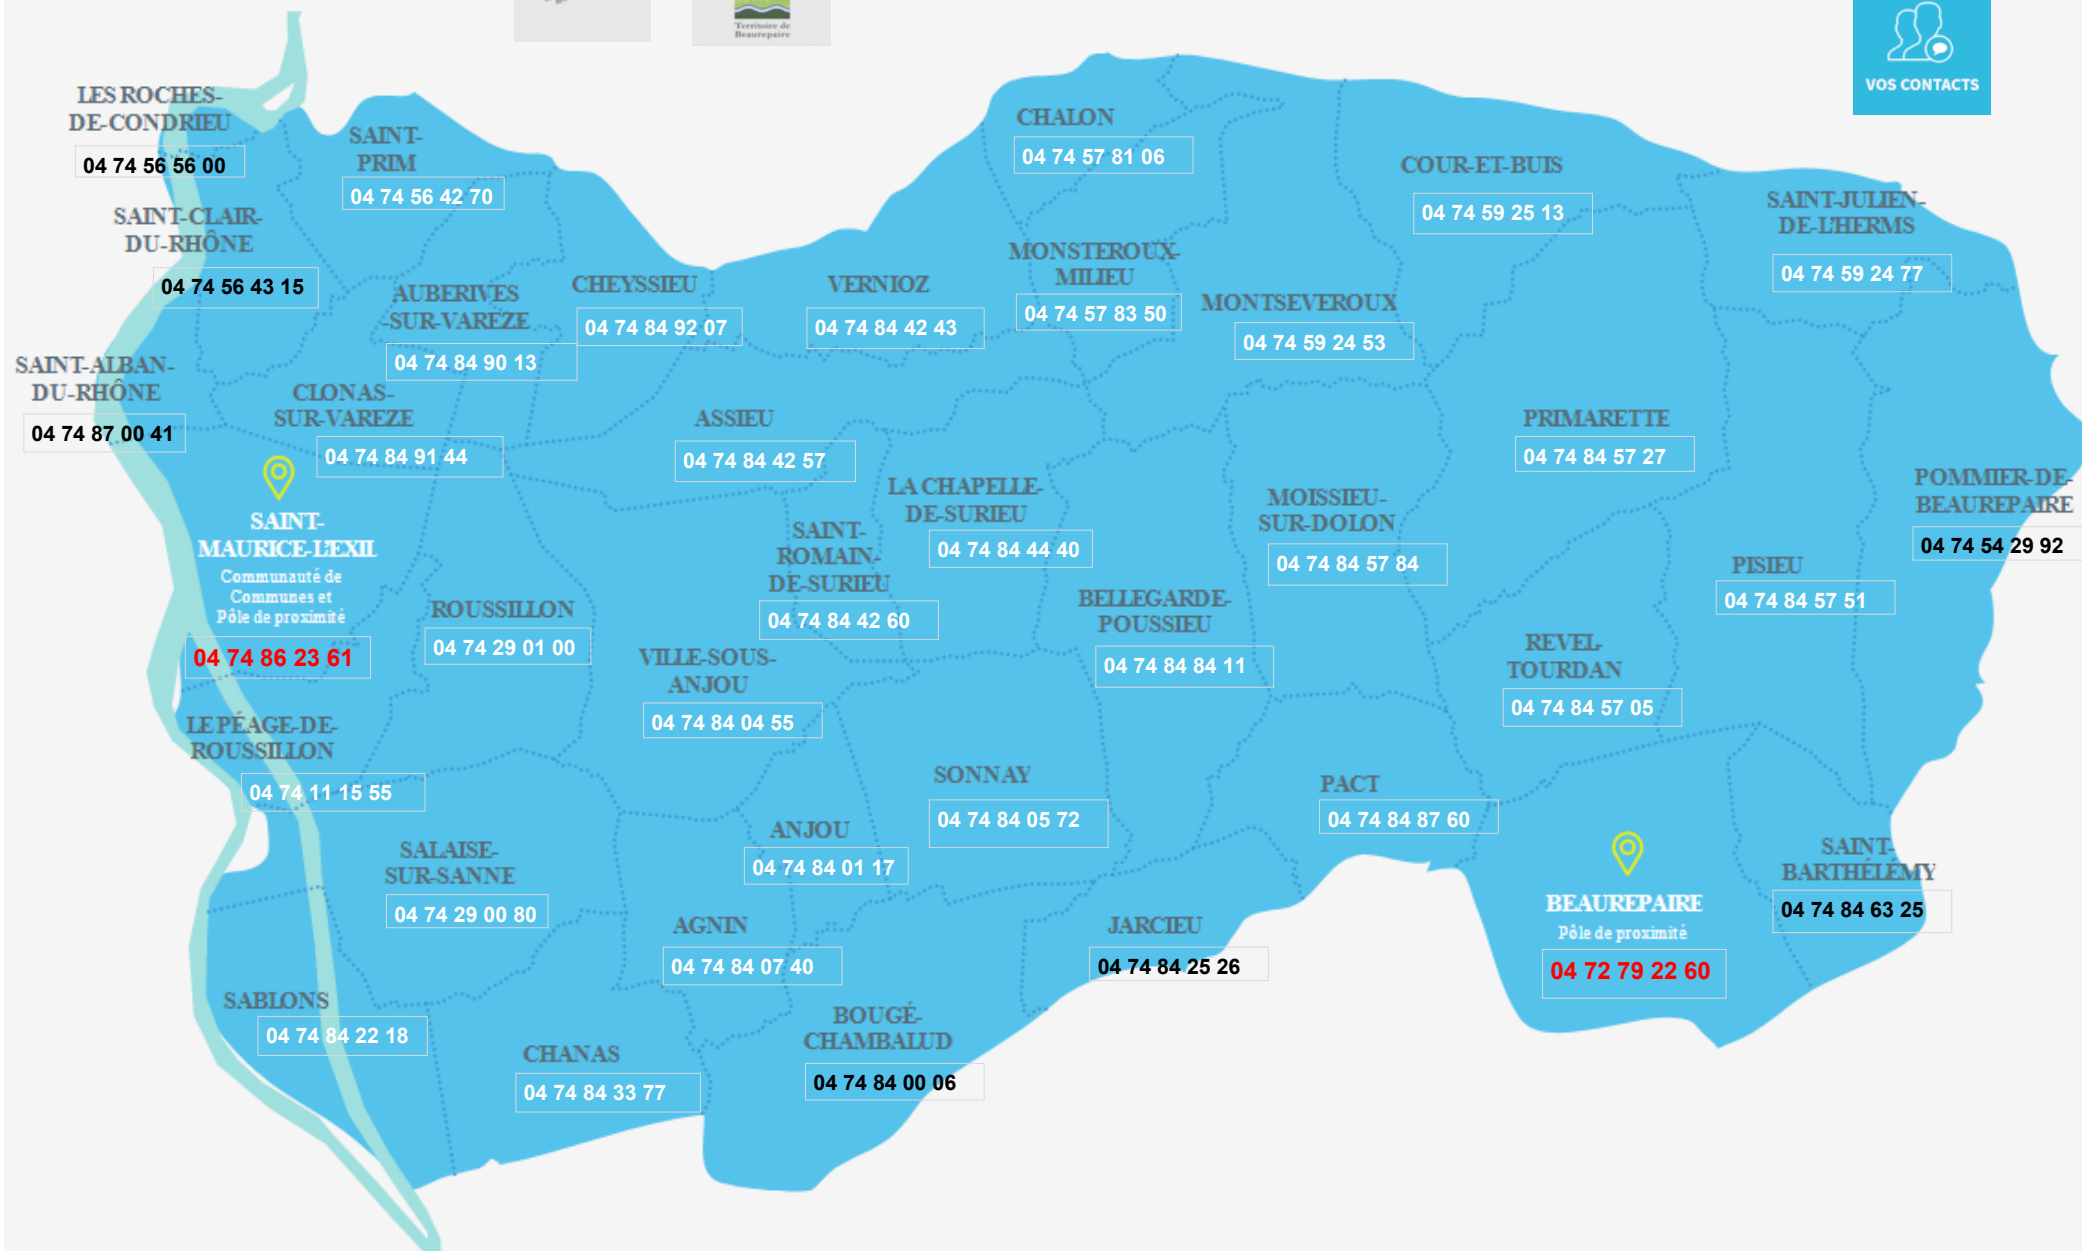 Territoire de
Beaurepaire
VOS CONTACTS
LES ROCHES-
DE-CONDRIEU
04 74 56 56 00
SAINT-
PRIM
04 74 56 42 70
CHALON
04 74 57 81 06
COUR-ET-BUIS
04 74 59 25 13
SAINT-JULIEN-
DE-L'HERMS
04 74 59 24 77
SAINT-CLAIR-
DU-RHÔNE
04 74 56 43 15
AUBERIVES
-SUR-VAREZE
04 74 84 90 13
CHEYSSIEU
04 74 84 92 07
VERNIOZ
04 74 84 42 43
MONSTEROUX-
MILIEU
04 74 57 83 50
MONTSEVEROUX
04 74 59 24 53
SAINT-ALBAN-
DU-RHÔNE
04 74 87 00 41
CLONAS-
SUR-VAREZE
04 74 84 91 44
ASSIEU
04 74 84 42 57
PRIMARETTE
04 74 84 57 27
POMMIER-DE-
BEAUREPAIRE
04 74 54 29 92
SAINT-
MAURICE-L'EXIL
Communauté de
Communes et
Pôle de proximité
04 74 86 23 61
ROUSSILLON
04 74 29 01 00
LA CHAPELLE-
DE-SURIEU
04 74 84 44 40
SAINT-
ROMAIN-
DE-SURIEU
04 74 84 42 60
MOISSIEU-
SUR-DOLON
04 74 84 57 84
PISIEU
04 74 84 57 51
BELLEGARDE-
POUSSIEU
04 74 84 84 11
VILLE-SOUS-
ANJOU
04 74 84 04 55
REVEL-
TOURDAN
04 74 84 57 05
LE PÉAGE-DE-
ROUSSILLON
04 74 11 15 55
SONNAY
04 74 84 05 72
PACT
04 74 84 87 60
SALAISE-
SUR-SANNE
04 74 29 00 80
ANJOU
04 74 84 01 17
SAINT-
BARTHÉLÉMY
04 74 84 63 25
BEAUREPAIRE
Pôle de proximité
04 72 79 22 60
AGNIN
04 74 84 07 40
JARCIEU
04 74 84 25 26
SABLONS
04 74 84 22 18
BOUGÉ-
CHAMBALUD
04 74 84 00 06
CHANAS
04 74 84 33 77